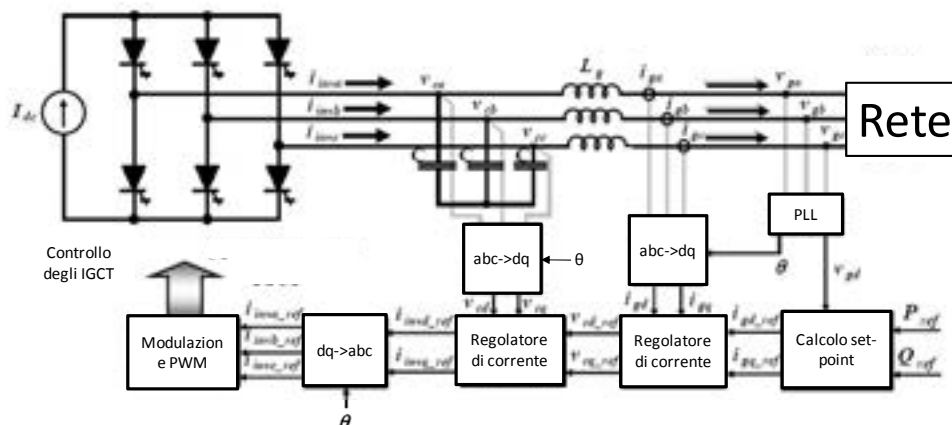 I_dc
i_inva
i_invb
i_invc
v_ca
v_cb
v_cc
L_g
i_ga
i_gb
i_gc
v_ga
v_gb
v_gc
Rete
PLL
Controllo
degli IGCT
abc->dq
θ
abc->dq
θ
v_gd
v_cd
v_cq
i_gd
i_gq
i_inva_ref
i_invb_ref
i_invc_ref
Modulazion
e PWM
dq->abc
θ
i_invd_ref
i_invq_ref
Regolatore
di corrente
v_cd_ref
v_cq_ref
Regolatore
di corrente
i_gd_ref
i_gq_ref
Calcolo set-
point
P_ref
Q_ref